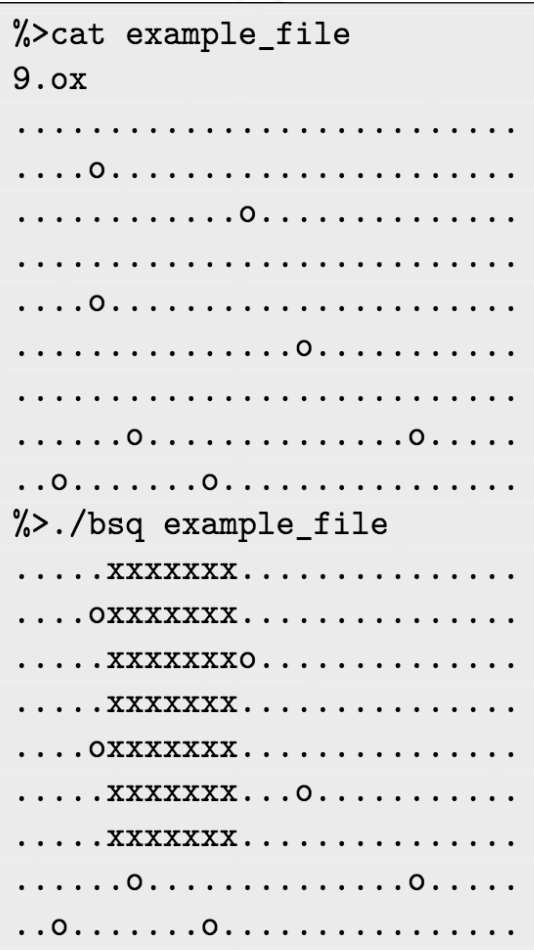 %>cat example_file
9.ox
...........................
....o......................
............o..............
...........................
....o......................
...............o...........
...........................
......o..............o.....
..o.......o................
%>./bsq example_file
.....xxxxxxx...............
....oxxxxxxx...............
.....xxxxxxxo..............
.....xxxxxxx...............
....oxxxxxxx...............
.....xxxxxxx...o...........
.....xxxxxxx...............
......o..............o.....
..o.......o................